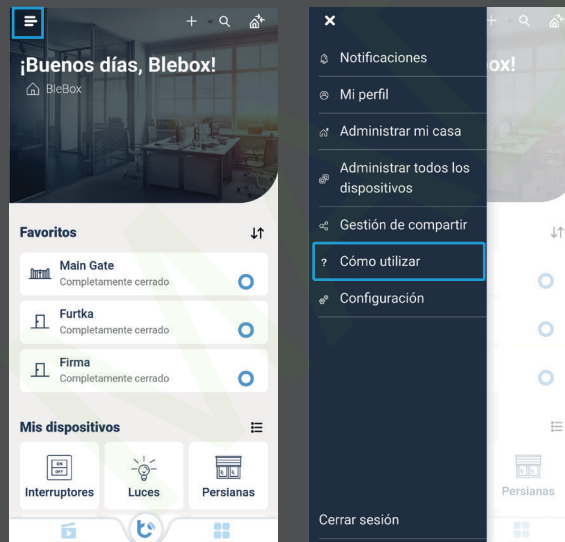 ¡Buenos días, Blebox!
BleBox
Favoritos
Main Gate
Completamente cerrado
Furtka
Completamente cerrado
Firma
Completamente cerrado
Mis dispositivos
ON
OFF
Interruptores
Luces
Persianas
Notificaciones
Mi perfil
Administrar mi casa
Administrar todos los
dispositivos
Gestión de compartir
? Cómo utilizar
Configuración
Cerrar sesión
ox!
Persianas